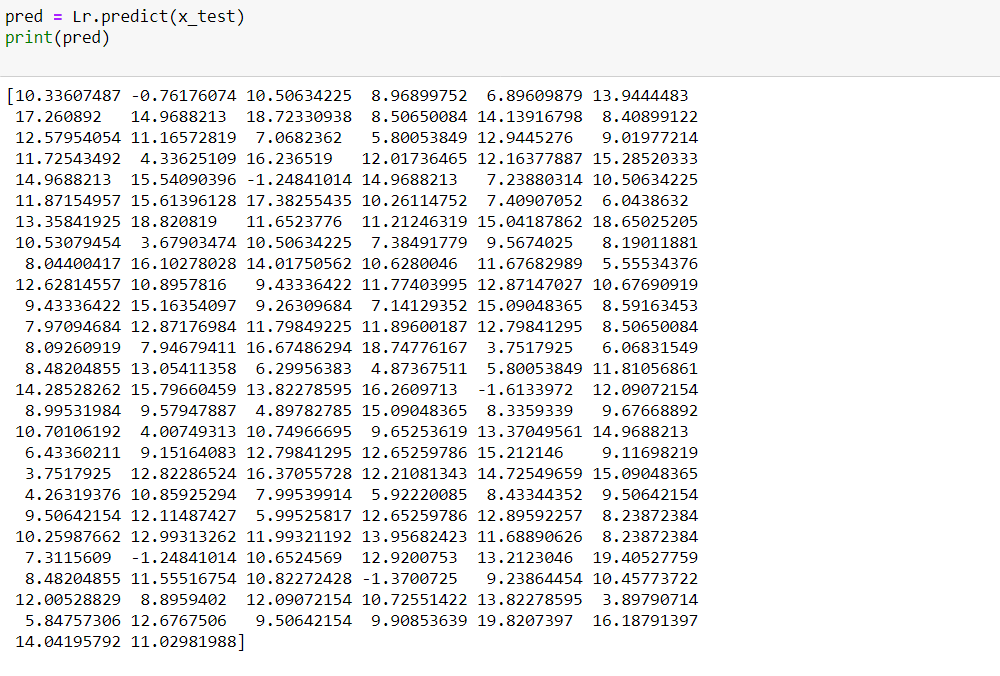 pred = Lr.predict(x_test)
print(pred)
[10.33607487 -0.76176074 10.50634225  8.96899752  6.89609879 13.9444483
 17.260892   14.9688213  18.72330938  8.50650084 14.13916798  8.40899122
 12.57954054 11.16572819  7.0682362   5.80053849 12.9445276   9.01977214
 11.72543492  4.33625109 16.236519   12.01736465 12.16377887 15.28520333
 14.9688213  15.54090396 -1.24841014 14.9688213   7.23880314 10.50634225
 11.87154957 15.61396128 17.38255435 10.26114752  7.40907052  6.0438632
 13.35841925 18.820819   11.6523776  11.21246319 15.04187862 18.65025205
 10.53079454  3.67903474 10.50634225  7.38491779  9.5674025   8.19011881
  8.04400417 16.10278028 14.01750562 10.6280046  11.67682989  5.55534376
 12.62814557 10.8957816   9.43336422 11.77403995 12.87147027 10.67690919
  9.43336422 15.16354097  9.26309684  7.14129352 15.09048365  8.59163453
  7.97094684 12.87176984 11.79849225 11.89600187 12.79841295  8.50650084
  8.09260919  7.94679411 16.67486294 18.74776167  3.7517925   6.06831549
  8.48204855 13.05411358  6.29956383  4.87367511  5.80053849 11.81056861
 14.28528262 15.79660459 13.82278595 16.2609713  -1.6133972  12.09072154
  8.99531984  9.57947887  4.89782785 15.09048365  8.3359339   9.67668892
 10.70106192  4.00749313 10.74966695  9.65253619 13.37049561 14.9688213
  6.43360211  9.15164083 12.79841295 12.65259786 15.212146    9.11698219
  3.7517925  12.82286524 16.37055728 12.21081343 14.72549659 15.09048365
  4.26319376 10.85925294  7.99539914  5.92220085  8.43344352  9.50642154
  9.50642154 12.11487427  5.99525817 12.65259786 12.89592257  8.23872384
 10.25987662 12.99313262 11.99321192 13.95682423 11.68890626  8.23872384
  7.3115609  -1.24841014 10.6524569  12.9200753  13.2123046  19.40527759
  8.48204855 11.55516754 10.82272428 -1.3700725   9.23864454 10.45773722
 12.00528829  8.8959402  12.09072154 10.72551422 13.82278595  3.89790714
  5.84757306 12.6767506   9.50642154  9.90853639 19.8207397  16.18791397
 14.04195792 11.02981988]